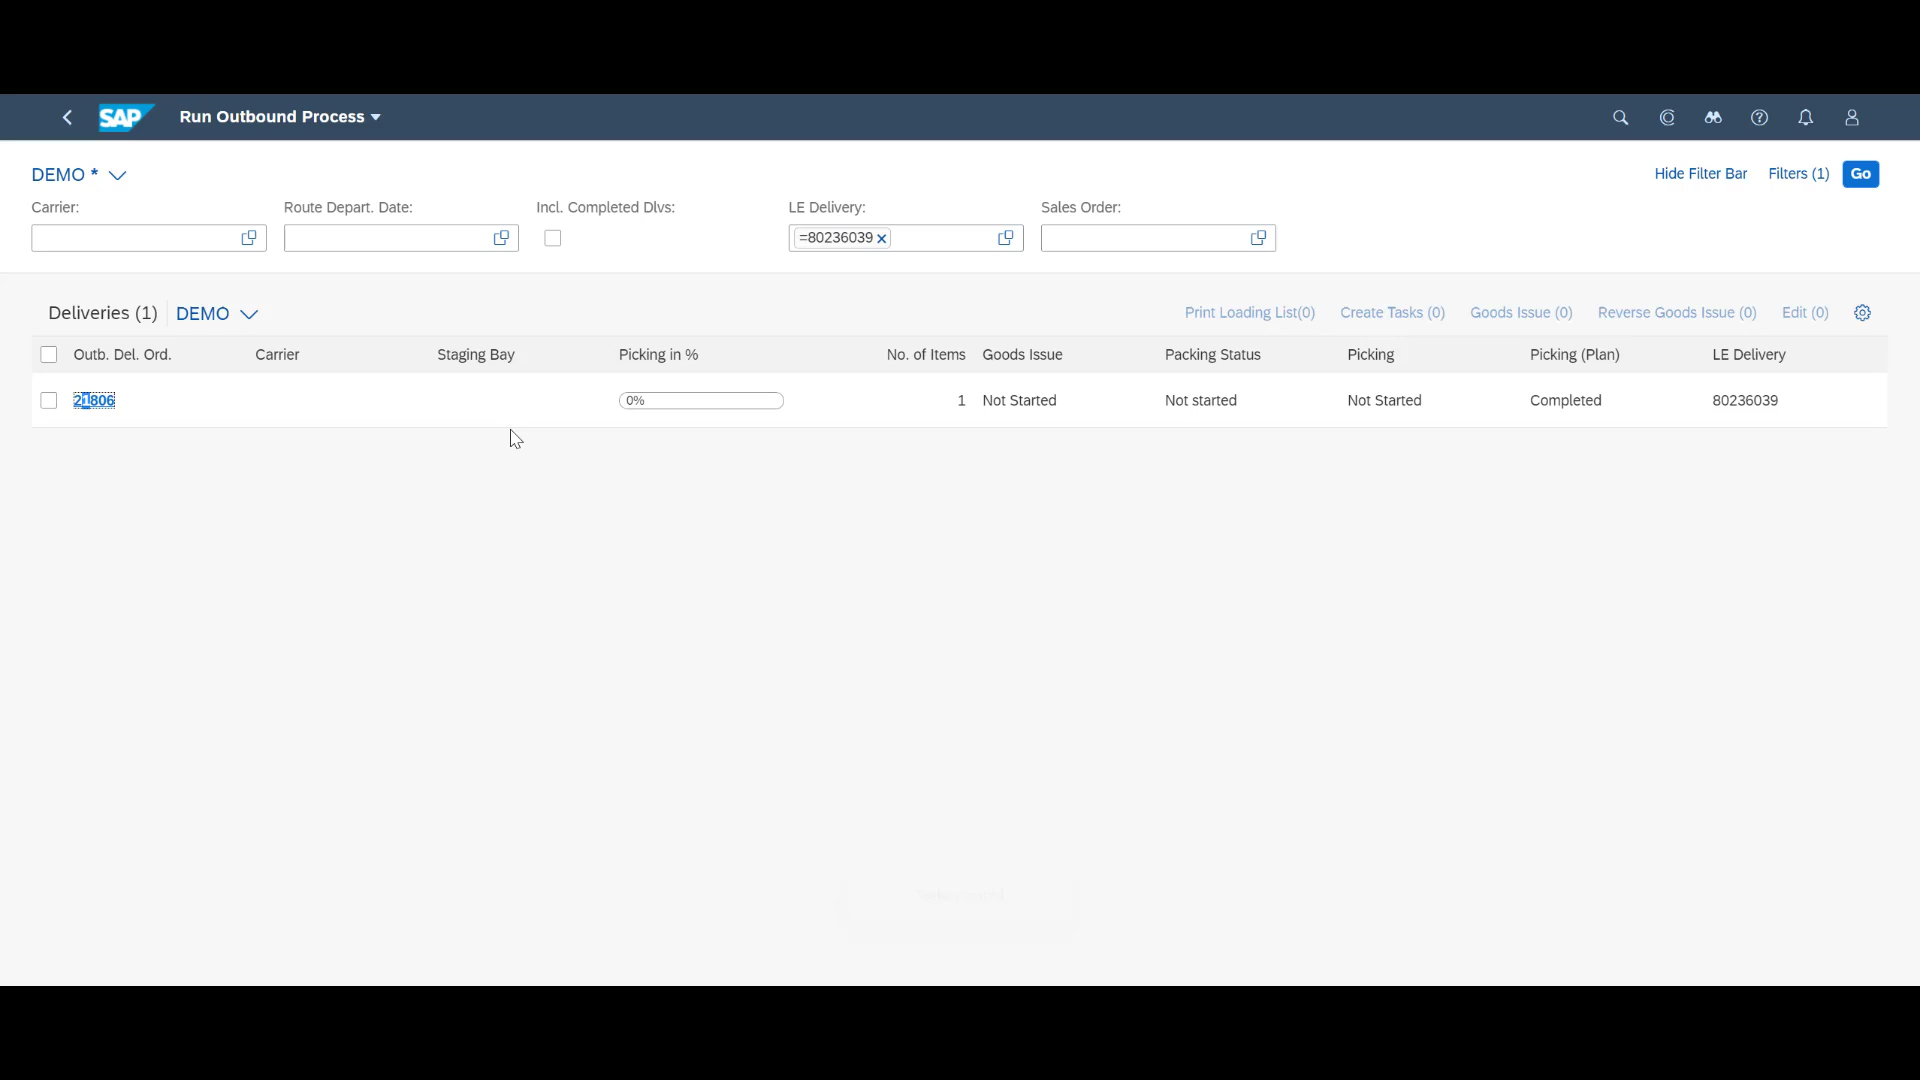 SAP Run Outbound Process
DEMO *
Hide Filter Bar Filters (1) Go
Carrier: Route Depart. Date: Incl. Completed Dlvs: LE Delivery: Sales Order:
=80236039
Deliveries (1) DEMO
Print Loading List(0) Create Tasks (0) Goods Issue (0) Reverse Goods Issue (0) Edit (0)
Outb. Del. Ord. Carrier Staging Bay Picking in % No. of Items Goods Issue Packing Status Picking Picking (Plan) LE Delivery
0% 1 Not Started Not started Not Started Completed 80236039